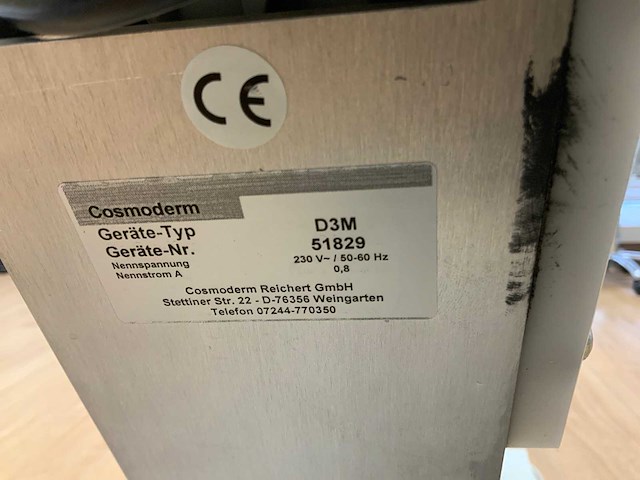 CE
Cosmoderm
Geräte-Typ D3M
Geräte-Nr. 51829
Nennspannung 230 V~ / 50-60 Hz
Nennstrom A 0,8
Cosmoderm Reichert GmbH
Stettiner Str. 22 - D-76356 Weingarten
Telefon 07244-770350